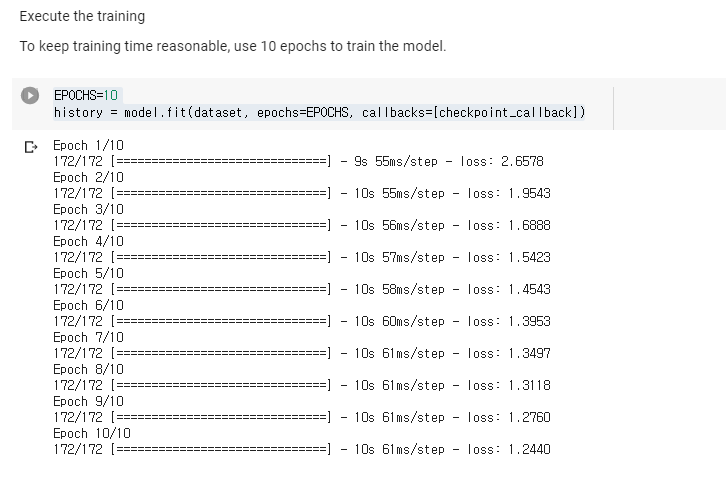 Execute the training
To keep training time reasonable, use 10 epochs to train the model.
EPOCHS=10
history = model.fit(dataset, epochs=EPOCHS, callbacks=[checkpoint_callback])
Epoch 1/10
172/172 [==============================] - 9s 55ms/step - loss: 2.6578
Epoch 2/10
172/172 [==============================] - 10s 55ms/step - loss: 1.9543
Epoch 3/10
172/172 [==============================] - 10s 56ms/step - loss: 1.6888
Epoch 4/10
172/172 [==============================] - 10s 57ms/step - loss: 1.5423
Epoch 5/10
172/172 [==============================] - 10s 58ms/step - loss: 1.4543
Epoch 6/10
172/172 [==============================] - 10s 60ms/step - loss: 1.3953
Epoch 7/10
172/172 [==============================] - 10s 61ms/step - loss: 1.3497
Epoch 8/10
172/172 [==============================] - 10s 61ms/step - loss: 1.3118
Epoch 9/10
172/172 [==============================] - 10s 61ms/step - loss: 1.2760
Epoch 10/10
172/172 [==============================] - 10s 61ms/step - loss: 1.2440